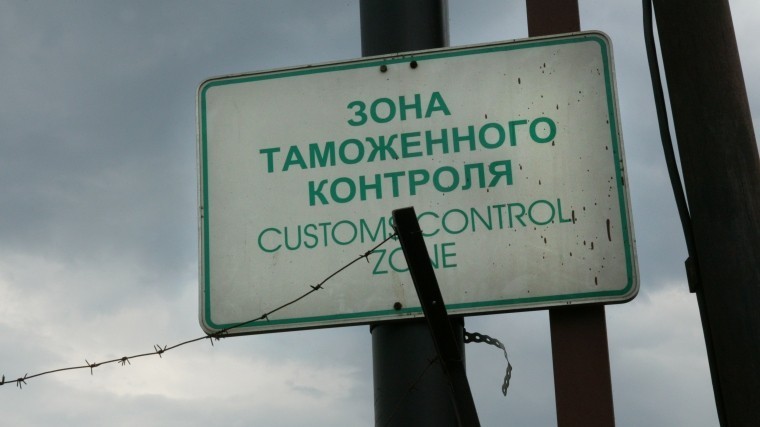 ЗОНА
ТАМОЖЕННОГО
КОНТРОЛЯ
CUSTOMS CONTROL
ZONE